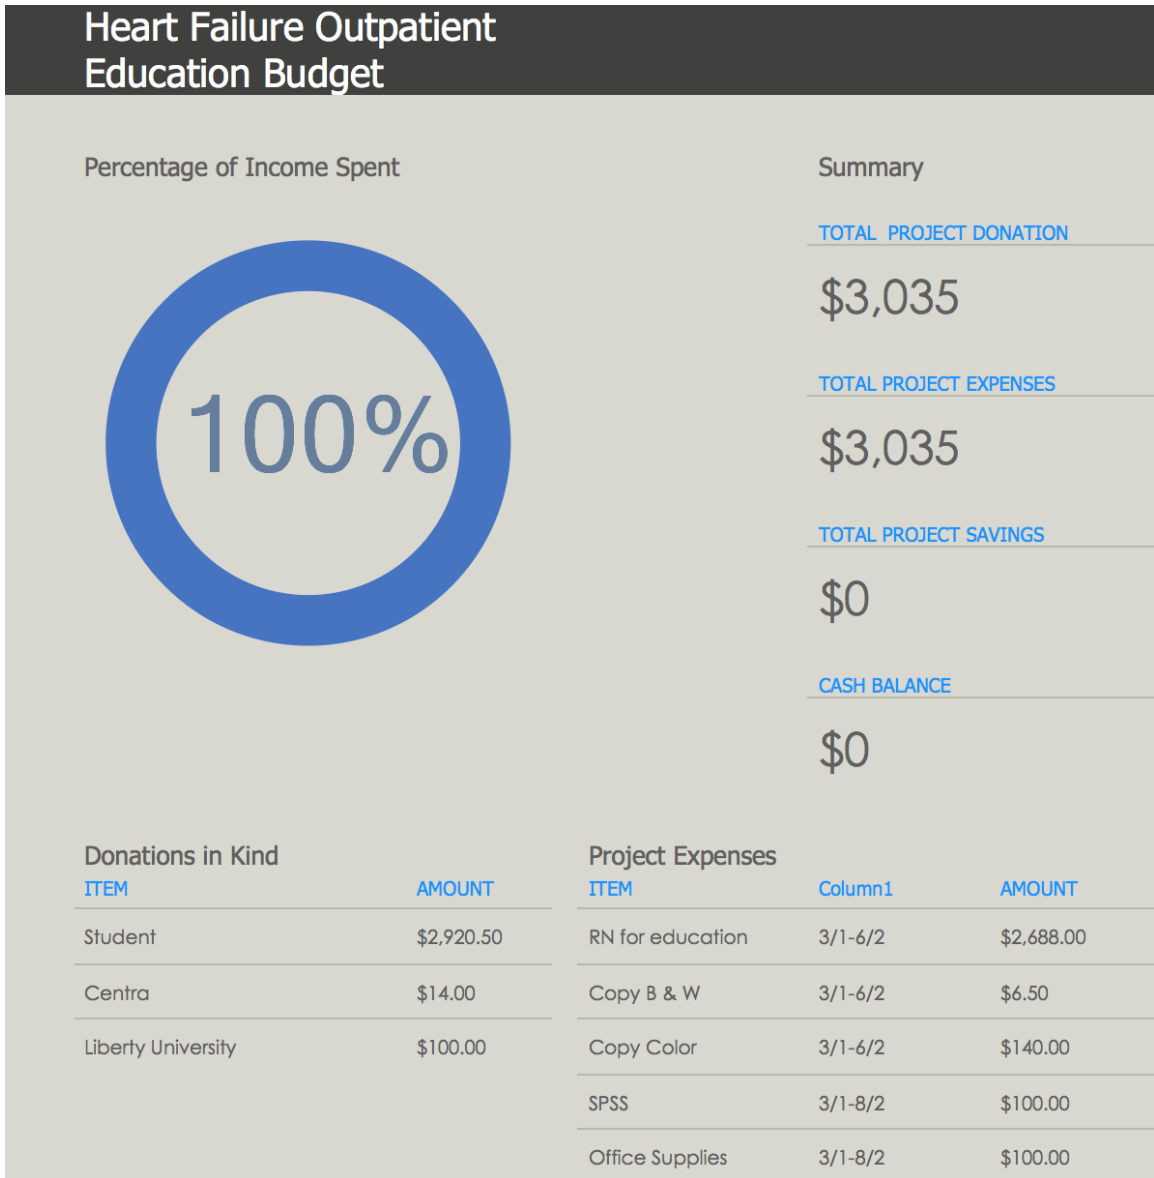 Heart Failure Outpatient
Education Budget
Percentage of Income Spent
100%
Summary
TOTAL  PROJECT DONATION
$3,035
TOTAL PROJECT EXPENSES
$3,035
TOTAL PROJECT SAVINGS
$0
CASH BALANCE
$0
Donations in Kind
ITEM AMOUNT
Student $2,920.50
Centra $14.00
Liberty University $100.00
Project Expenses
ITEM Column1 AMOUNT
RN for education 3/1-6/2 $2,688.00
Copy B & W 3/1-6/2 $6.50
Copy Color 3/1-6/2 $140.00
SPSS 3/1-8/2 $100.00
Office Supplies 3/1-8/2 $100.00